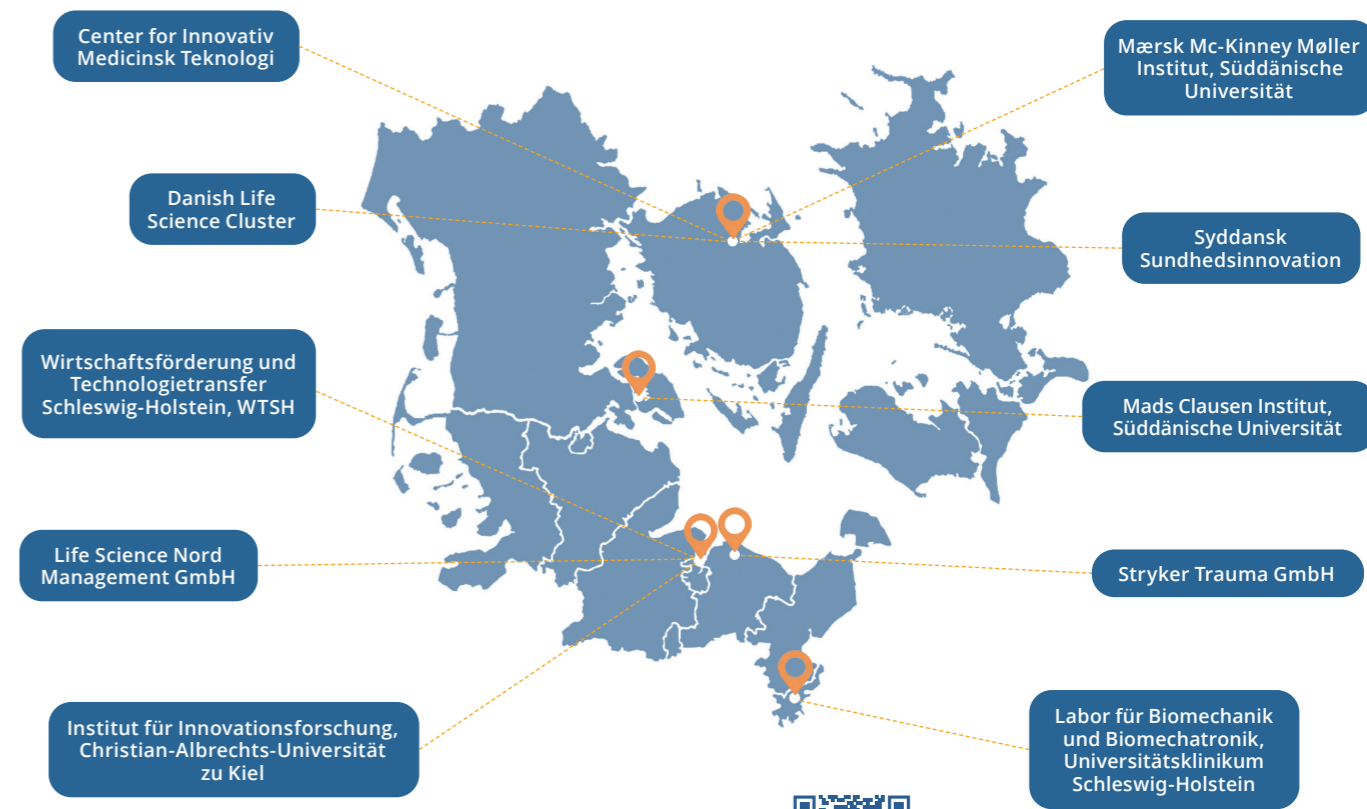 Center for Innovativ
Medicinsk Teknologi
Mærsk Mc-Kinney Møller
Institut, Süddänische
Universität
Danish Life
Science Cluster
Syddansk
Sundhedsinnovation
Wirtschaftsförderung und
Technologietransfer
Schleswig-Holstein, WTSH
Mads Clausen Institut,
Süddänische Universität
Life Science Nord
Management GmbH
Stryker Trauma GmbH
Institut für Innovationsforschung,
Christian-Albrechts-Universität
zu Kiel
Labor für Biomechanik
und Biomechatronik,
Universitätsklinikum
Schleswig-Holstein